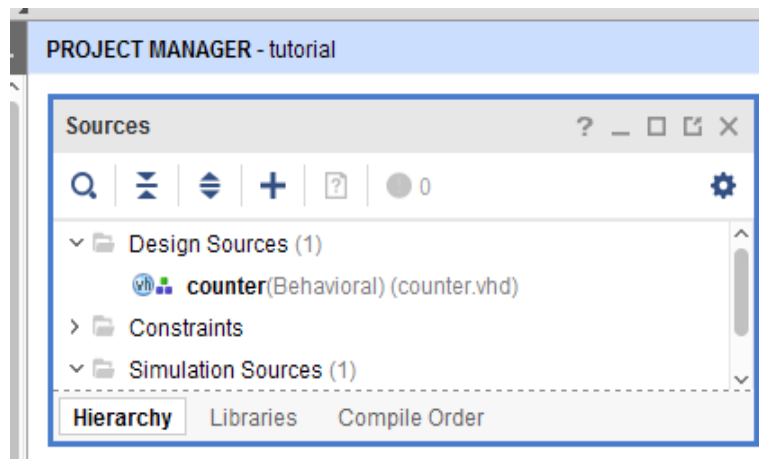 PROJECT MANAGER - tutorial
Sources
? 0
Design Sources (1)
vh counter(Behavioral) (counter.vhd)
Constraints
Simulation Sources (1)
Hierarchy Libraries Compile Order